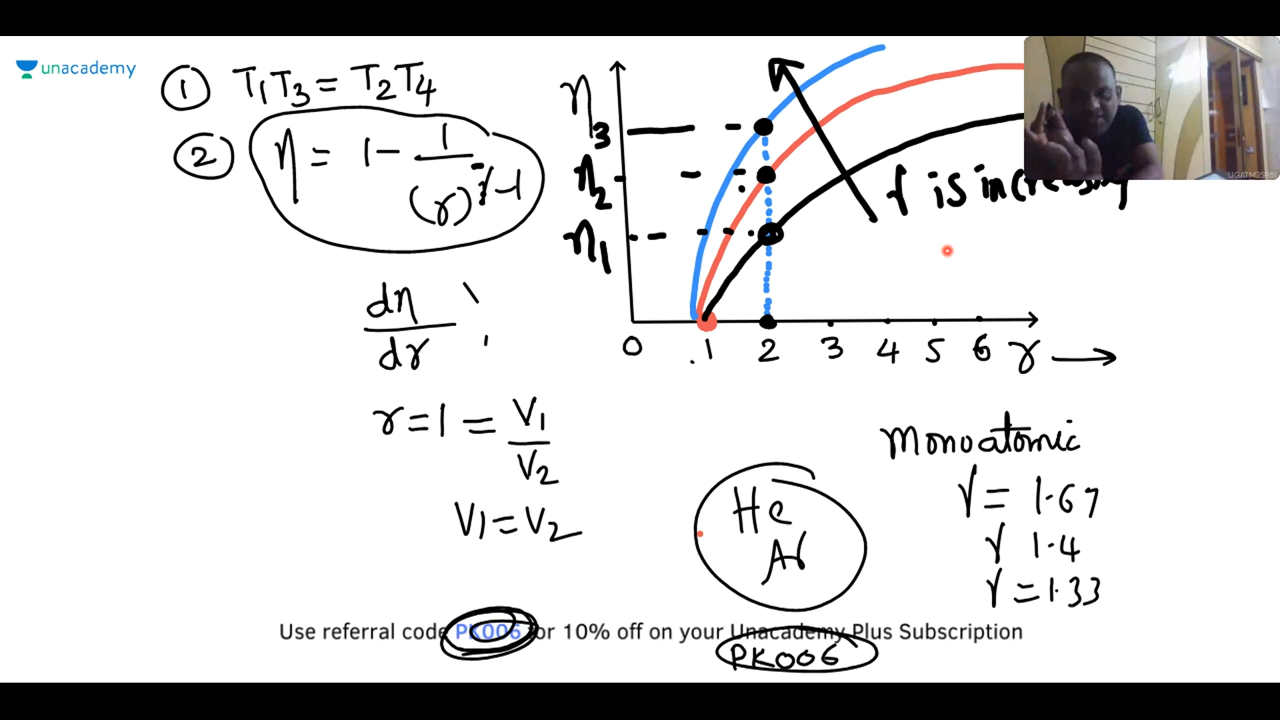 unacademy
① T1T3 = T2T4
② η = 1 - 1/(r)^γ-1
dη/dr
r = 1 = V1/V2
V1 = V2
η3
η2
η1
γ is increasing
0 1 2 3 4 5 6 r →
Monoatomic
γ = 1.67
γ 1.4
γ = 1.33
He
Ar
Use referral code PK006 for 10% off on your Unacademy Plus Subscription
PK006